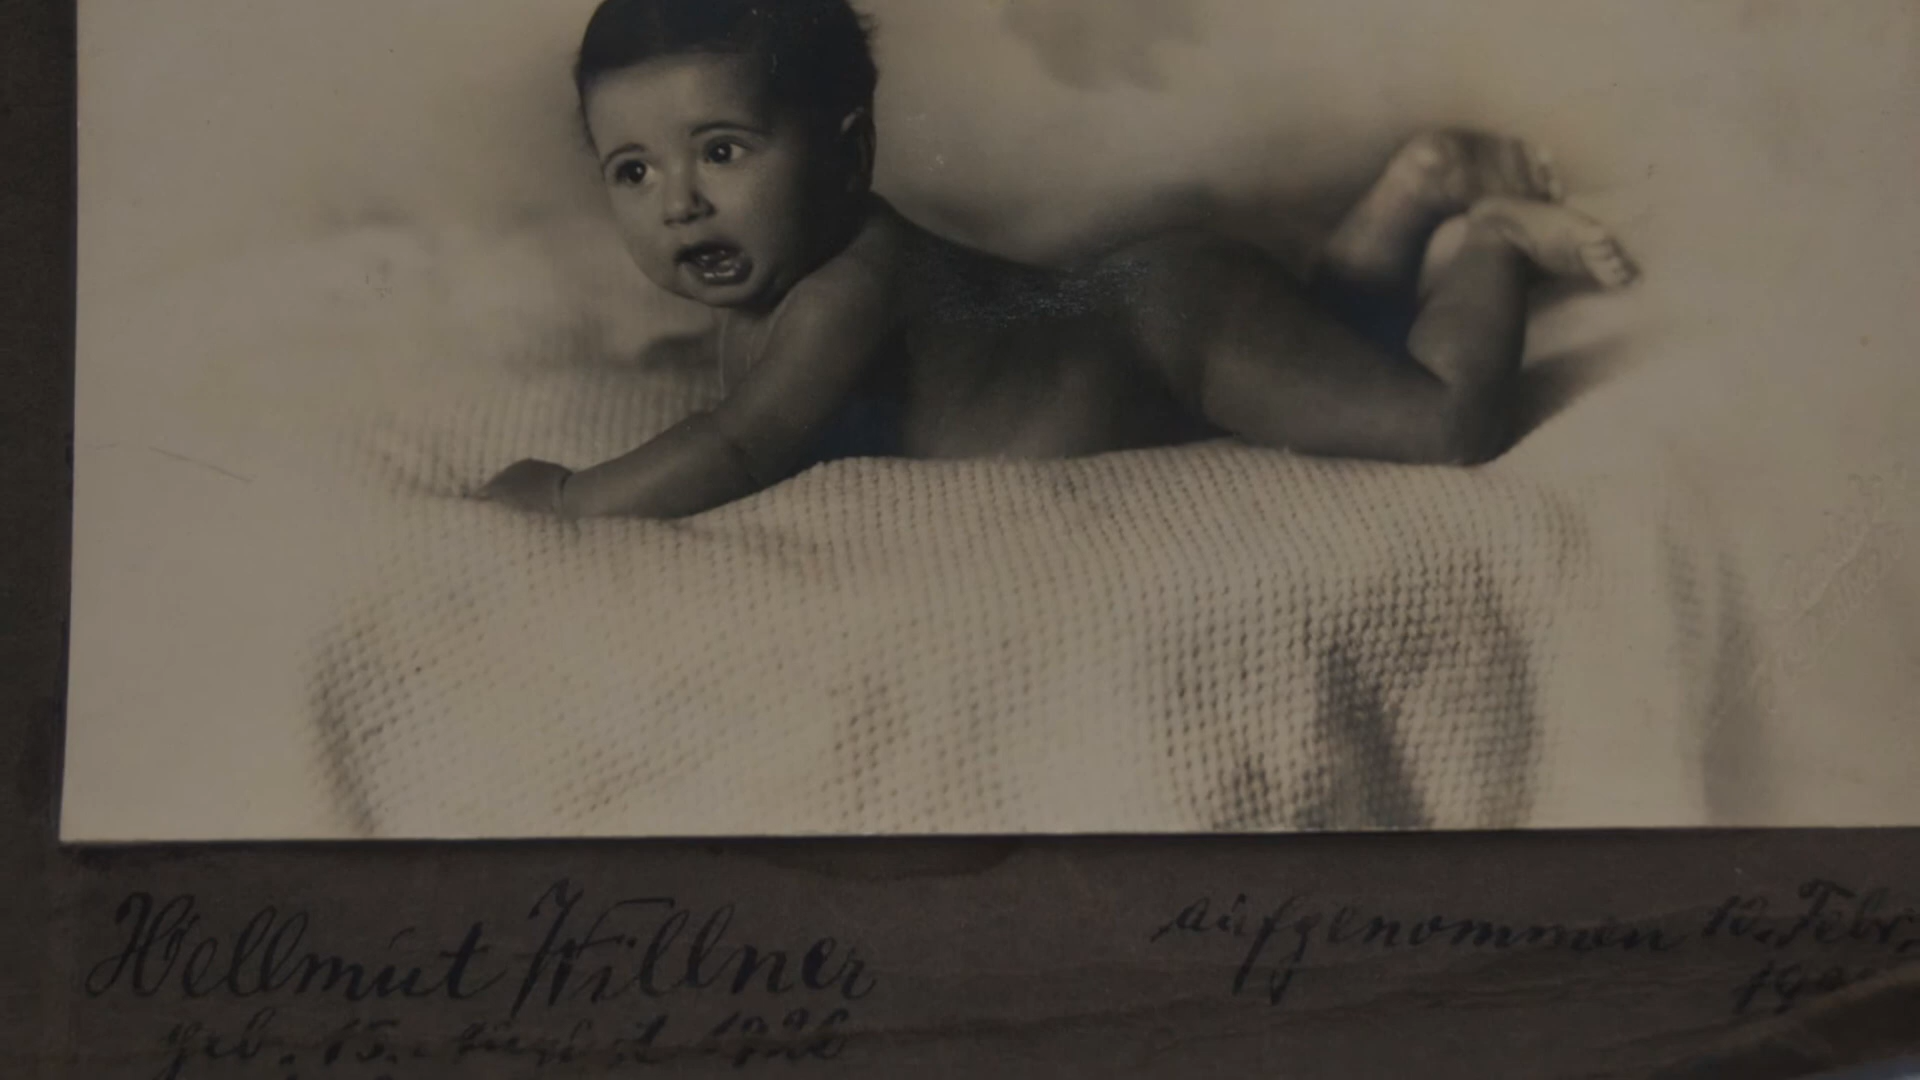 Hellmut Willner
aufgenommen 10. Febr.
geb. 15. August 1926